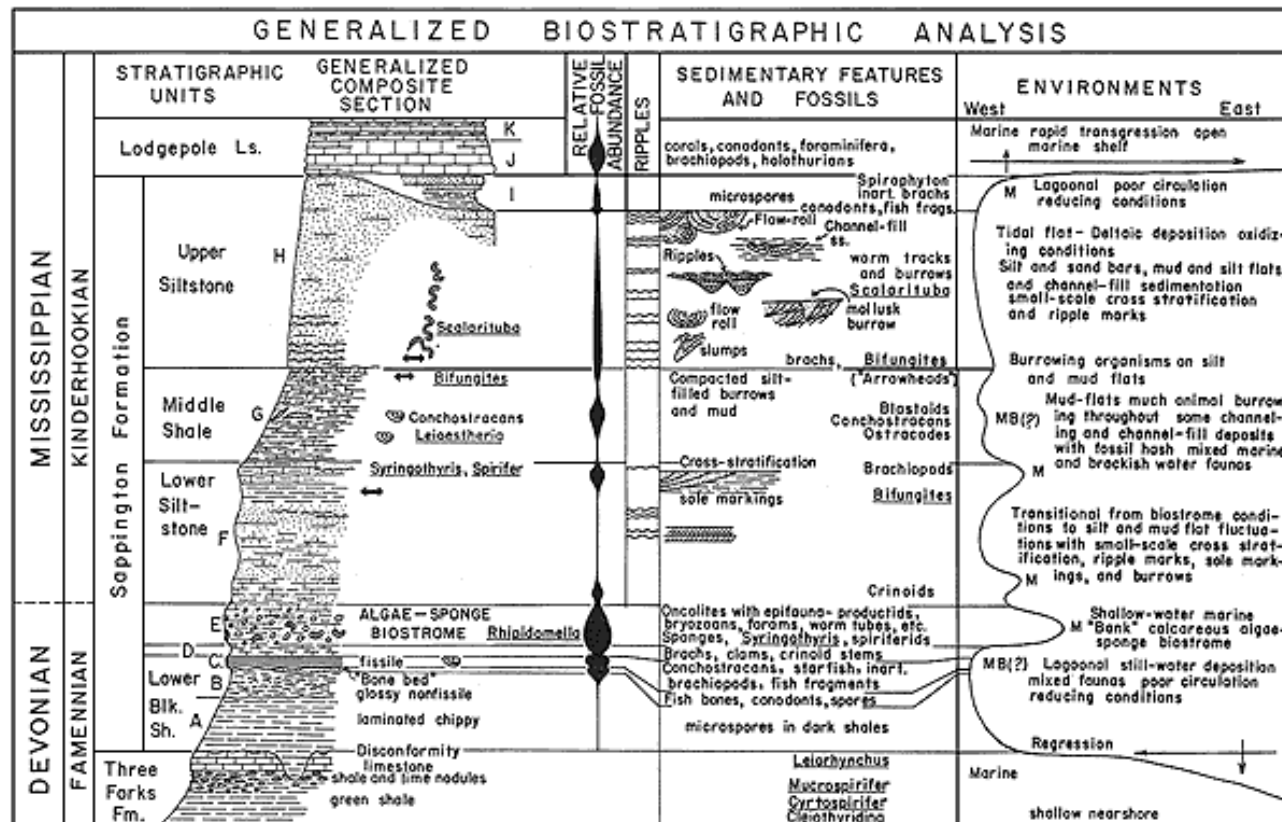 GENERALIZED BIOSTRATIGRAPHIC ANALYSIS
STRATIGRAPHIC
UNITS
GENERALIZED
COMPOSITE
SECTION
RELATIVE
FOSSIL
ABUNDANCE
RIPPLES
SEDIMENTARY FEATURES
AND FOSSILS
ENVIRONMENTS
West East
MISSISSIPPIAN
KINDERHOOKIAN
DEVONIAN
FAMENNIAN
Sappington Formation
Lodgepole Ls.
K
J
corals, conodonts, foraminifera,
brachiopods, holothurians
Marine rapid transgression open
marine shelf
I
Spirophyton
microspores inart. brachs
conodonts, fish frags
M Lagoonal poor circulation
reducing conditions
Upper
Siltstone
H
Scalarituba
Flow-roll
Channel-fill
ss.
Ripples
worm tracks
and burrows
Scalarituba
flow
roll
mollusk
burrow
slumps
brachs, Bifungites
Tidal flat- Deltaic deposition oxidiz-
ing conditions
Silt and sand bars, mud and silt flats
and channel-fill sedimentation
small-scale cross stratification
and ripple marks
Burrowing organisms on silt
and mud flats
Middle
Shale
G
Bifungites
Conchostracans
Leiaestheria
Compacted silt-
filled burrows
and mud
("Arrowheads")
Blastoids
Conchostracans
Ostracodes
MB(?)
Mud-flats much animal burrow-
ing throughout some channel-
ing and channel-fill deposits
with fossil hash mixed marine
and brackish water faunas
Lower
Silt-
stone
F
Syringothyris, Spirifer
Cross-stratification
sole markings
Brachiopods
Bifungites
Crinoids
M
Transitional from biostrome condi-
tions to silt and mud flat fluctua-
tions with small-scale cross strat-
ification, ripple marks, sole mark-
ings, and burrows
M
E
ALGAE-SPONGE
BIOSTROME Rhipidomella
Oncolites with epifauna- productids,
bryozoans, forams, worm tubes, etc.
Sponges, Syringothyris, spiriferids
M
Shallow-water marine
"Bank" calcareous algae-
sponge biostrome
D
C
Lower
Blk.
Sh.
B
A
fissile
"Bone bed"
glossy nonfissile
laminated chippy
Brachs, clams, crinoid stems
Conchostracans, starfish, inart.
brachiopods, fish fragments
Fish bones, conodonts, spores
microspores in dark shales
MB(?) Lagoonal still-water deposition
mixed faunas poor circulation
reducing conditions
Regression
Three
Forks
Fm.
Disconformity
limestone
shale and lime nodules
green shale
Leiorhynchus
Mucrospirifer
Cyrtospirifer
Marine
shallow nearshore